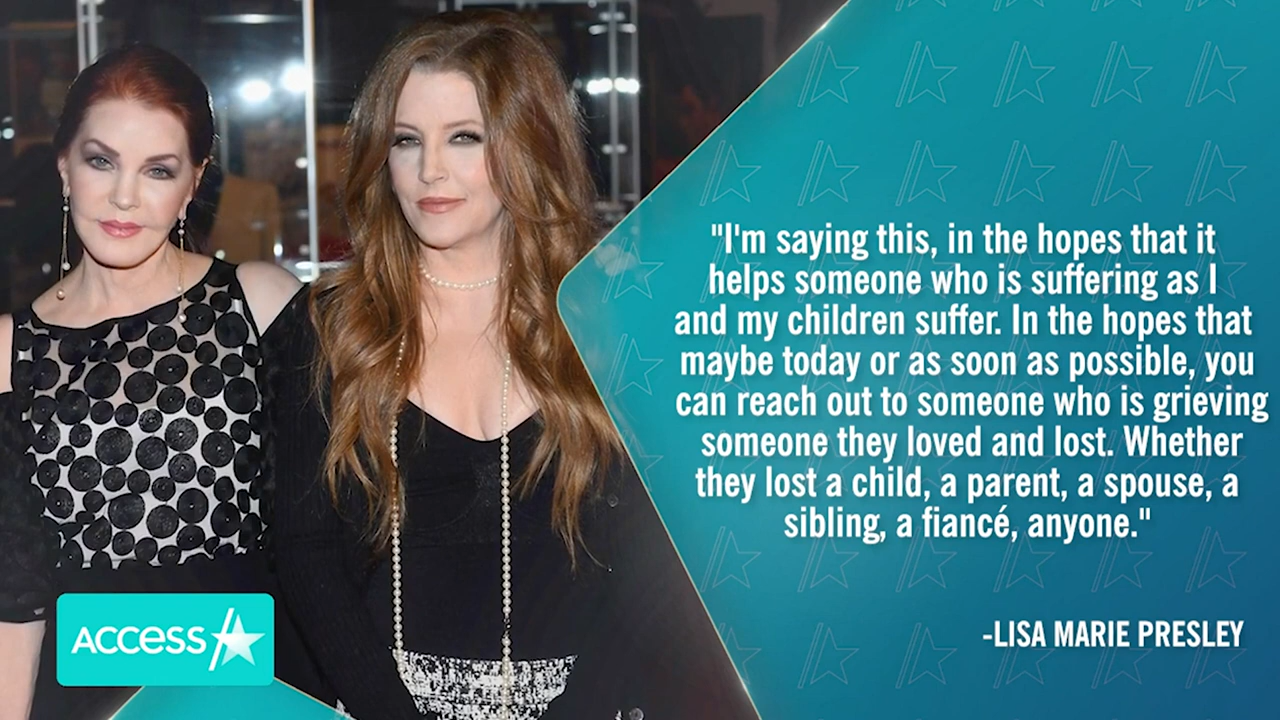 "I'm saying this, in the hopes that it
helps someone who is suffering as I
and my children suffer. In the hopes that
maybe today or as soon as possible, you
can reach out to someone who is grieving
someone they loved and lost. Whether
they lost a child, a parent, a spouse, a
sibling, a fiancé, anyone."
-LISA MARIE PRESLEY
ACCESS